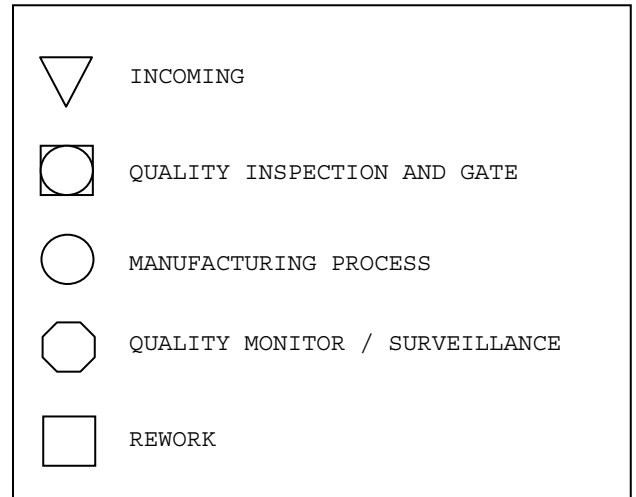 INCOMING
QUALITY INSPECTION AND GATE
MANUFACTURING PROCESS
QUALITY MONITOR / SURVEILLANCE
REWORK